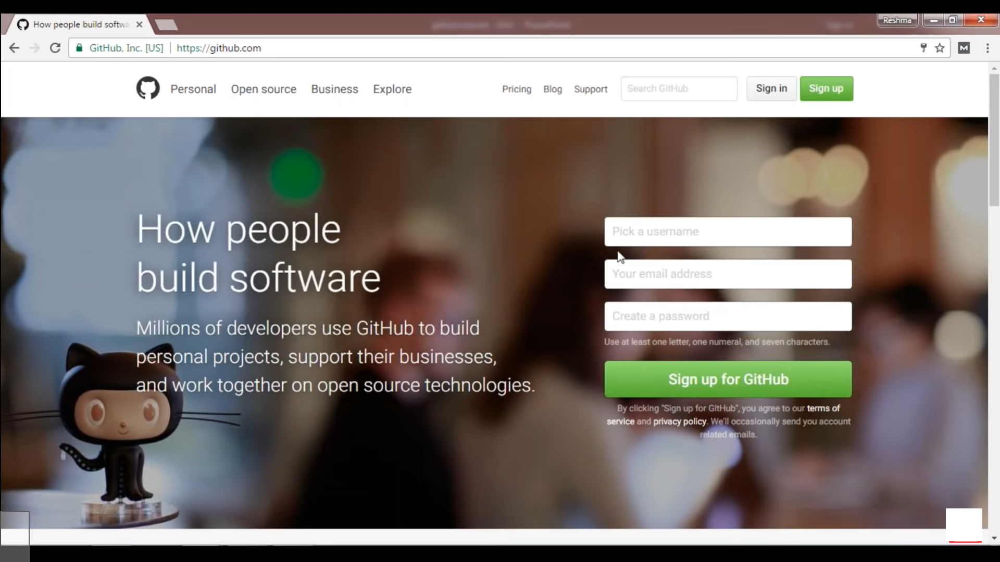 How people build softwa
Reshma
GitHub, Inc. [US] https://github.com
Personal Open source Business Explore Pricing Blog Support Search GitHub Sign in Sign up
How people
build software
Millions of developers use GitHub to build
personal projects, support their businesses,
and work together on open source technologies.
Pick a username
Your email address
Create a password
Use at least one letter, one numeral, and seven characters.
Sign up for GitHub
By clicking "Sign up for GitHub", you agree to our terms of
service and privacy policy. We'll occasionally send you account
related emails.